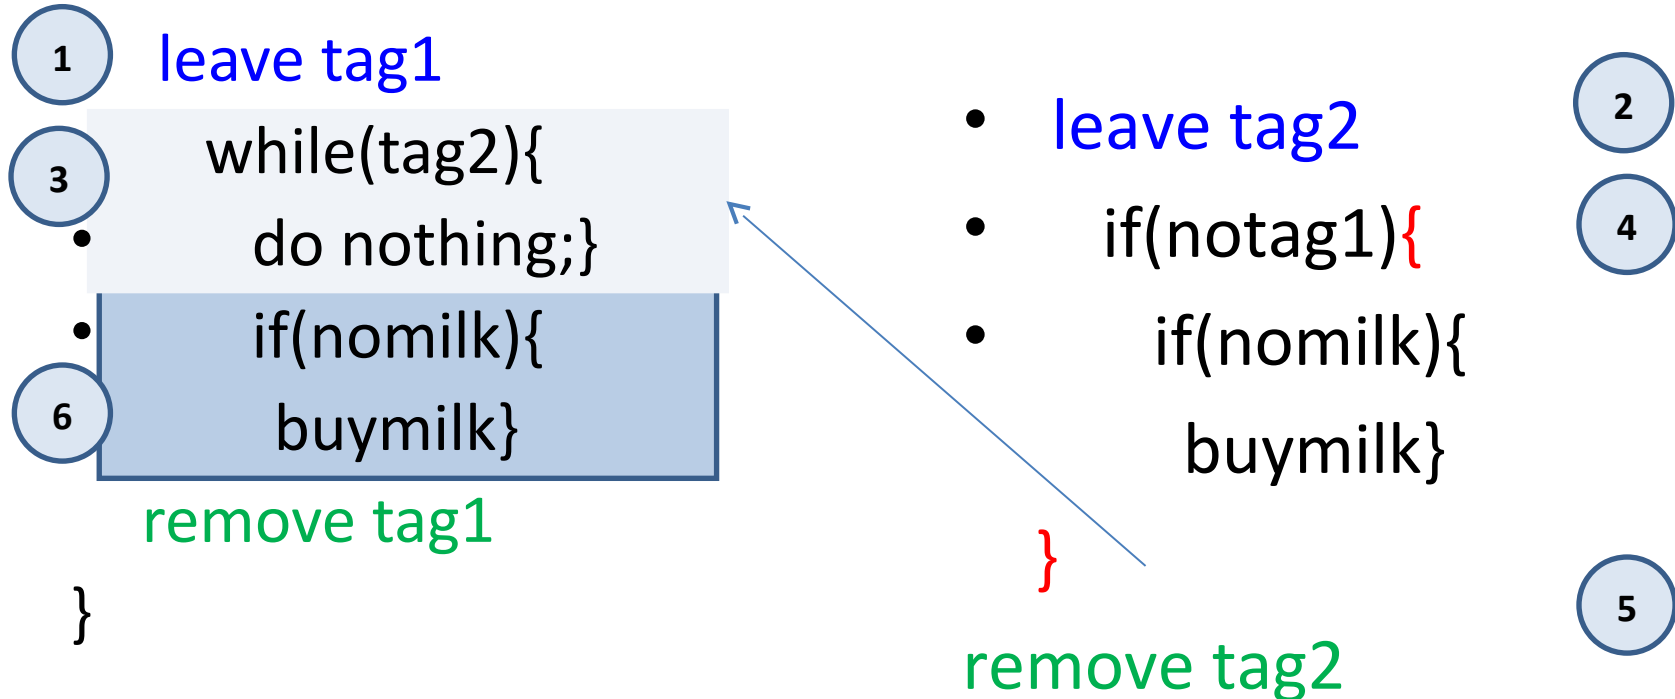 1
leave tag1
3
while(tag2){
• do nothing;}
• if(nomilk){
6
buymilk}
remove tag1
}
2
• leave tag2
• if(notag1){
4
• if(nomilk){
buymilk}
}
5
remove tag2